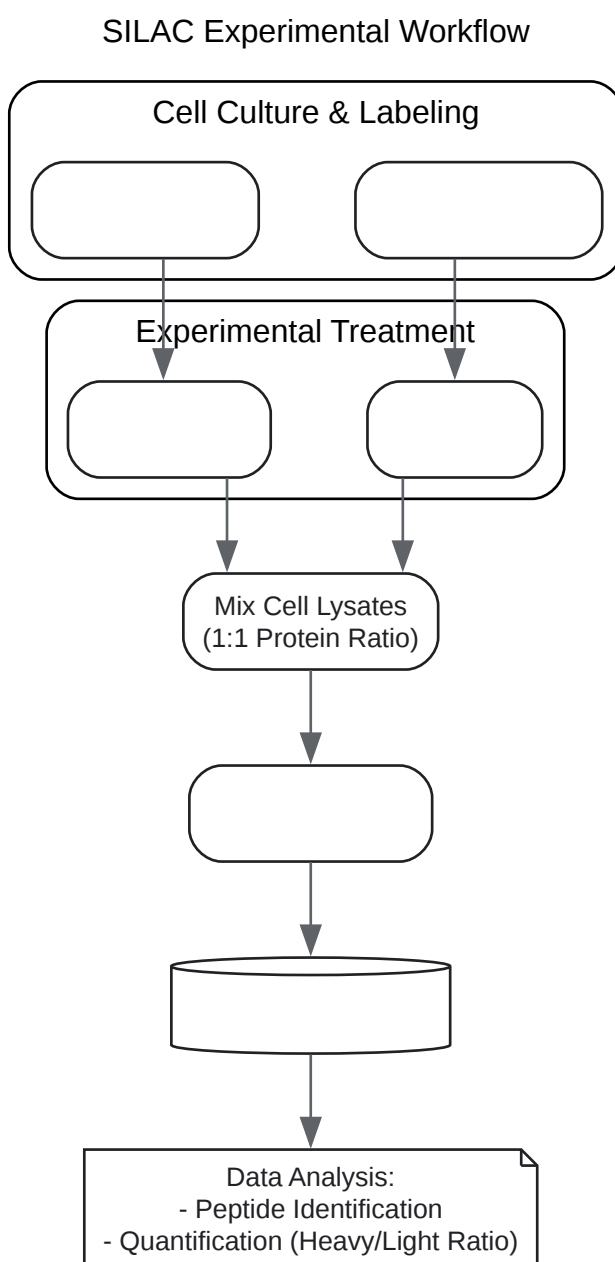 SILAC Experimental Workflow
Cell Culture & Labeling
Experimental Treatment
Mix Cell Lysates
(1:1 Protein Ratio)
Data Analysis:
- Peptide Identification
- Quantification (Heavy/Light Ratio)